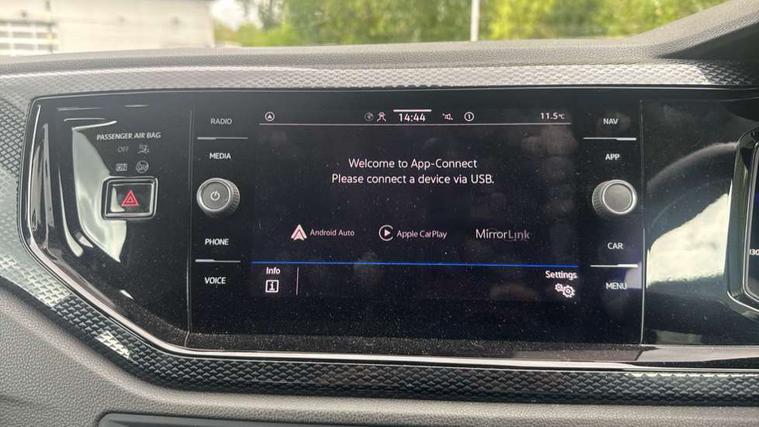 PASSENGER AIR BAG
OFF
RADIO
MEDIA
PHONE
VOICE
14:44
11.5°C
Welcome to App-Connect
Please connect a device via USB.
Android Auto
Apple CarPlay
MirrorLink
Info
Settings
NAV
APP
CAR
MENU